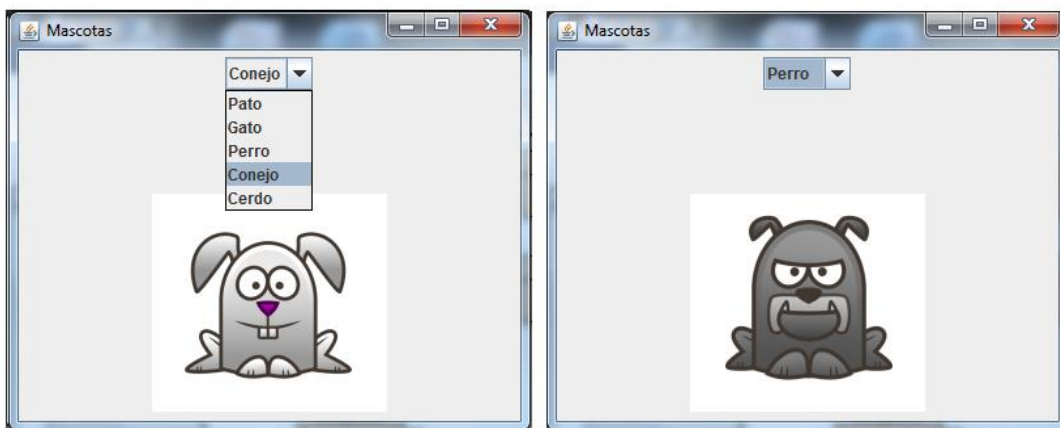 Mascotas
Conejo
Pato
Gato
Perro
Conejo
Cerdo
Mascotas
Perro